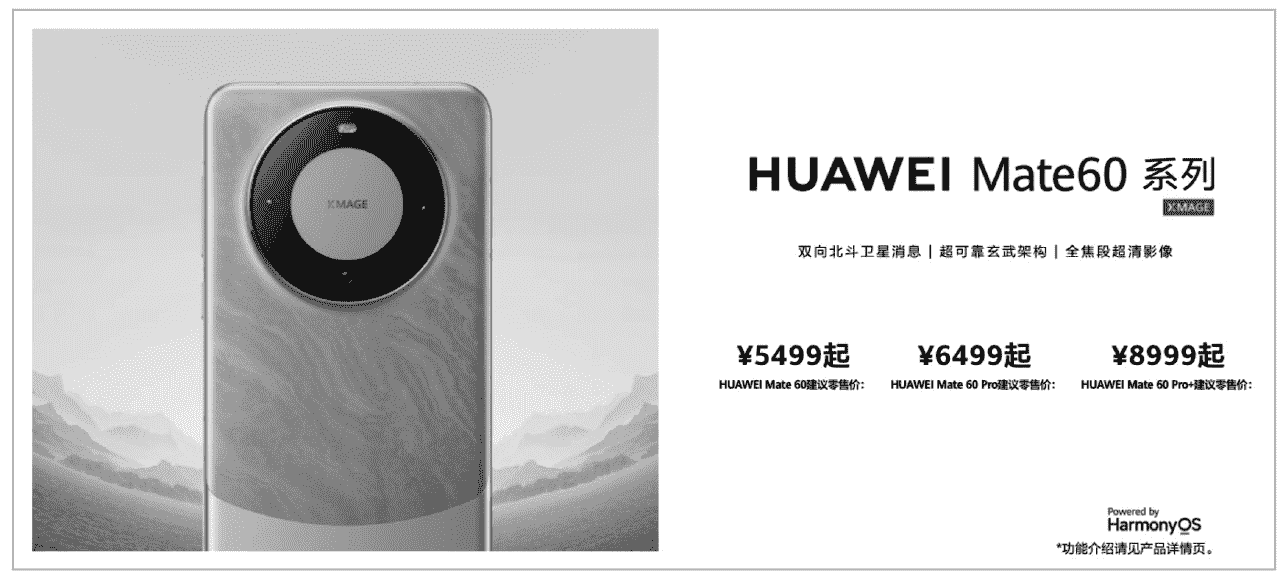 XMAGE
HUAWEI Mate60 系列
XMAGE
双向北斗卫星消息 | 超可靠玄武架构 | 全焦段超清影像
¥5499起 ¥6499起 ¥8999起
HUAWEI Mate 60建议零售价: HUAWEI Mate 60 Pro建议零售价: HUAWEI Mate 60 Pro+建议零售价:
Powered by
HarmonyOS
*功能介绍请见产品详情页。